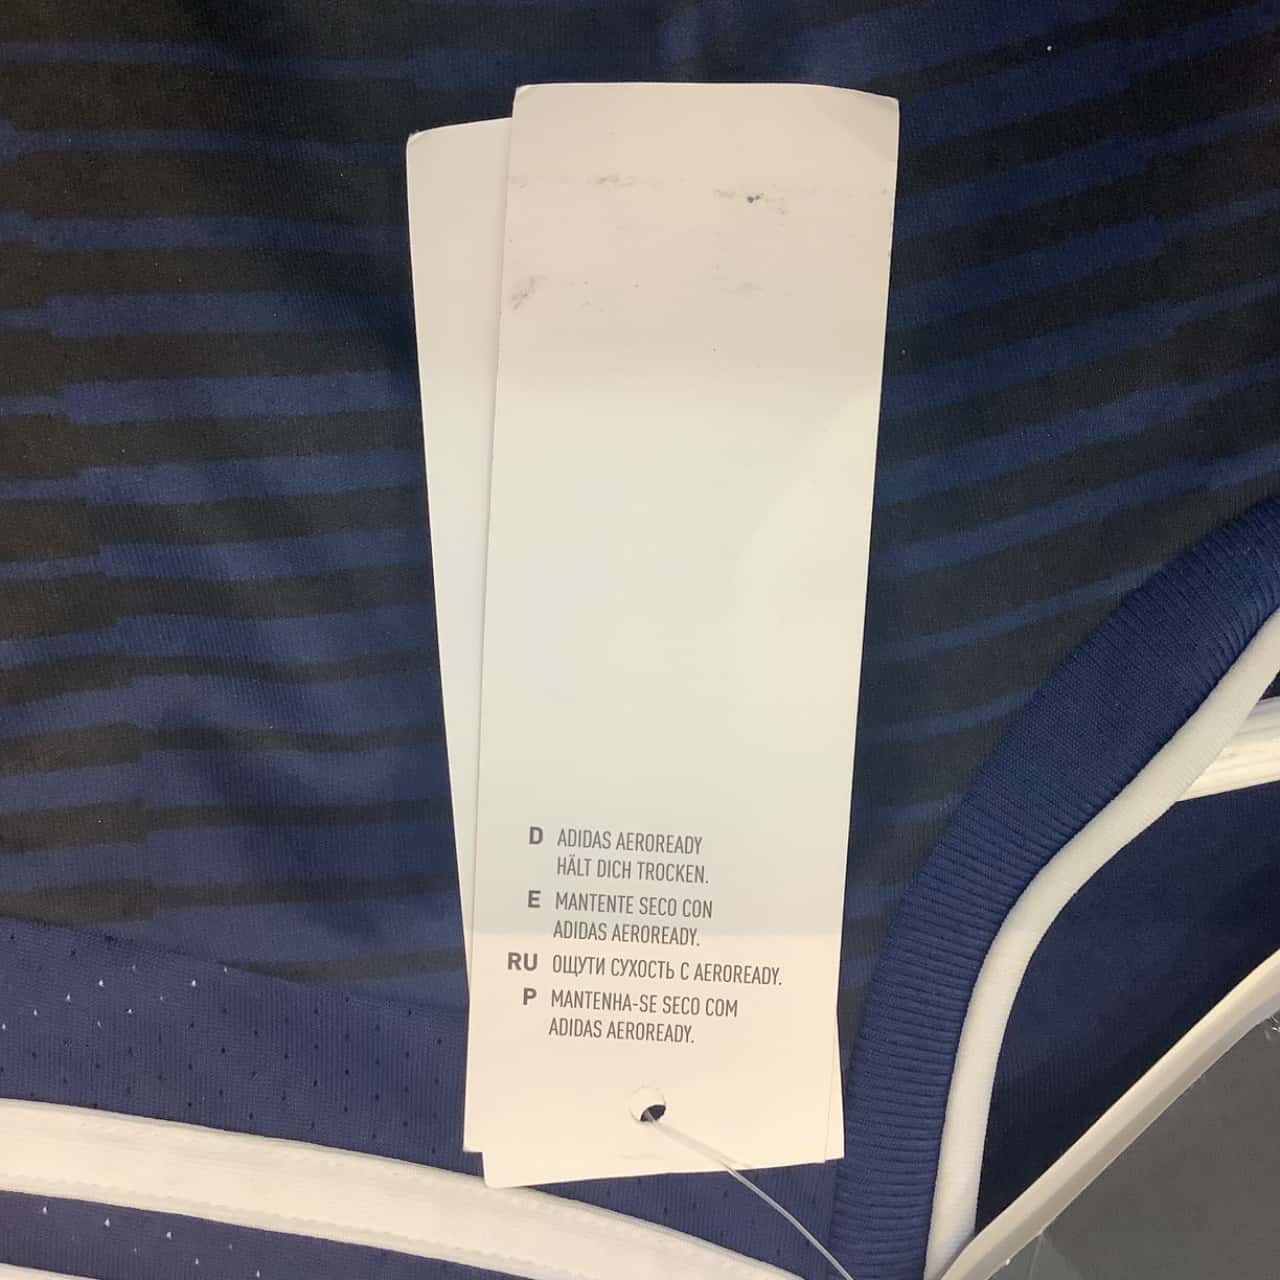 D ADIDAS AEROREADY
HÄLT DICH TROCKEN.
E MANTENTE SECO CON
ADIDAS AEROREADY.
RU ОЩУТИ СУХОСТЬ С AEROREADY.
P MANTENHA-SE SECO COM
ADIDAS AEROREADY.